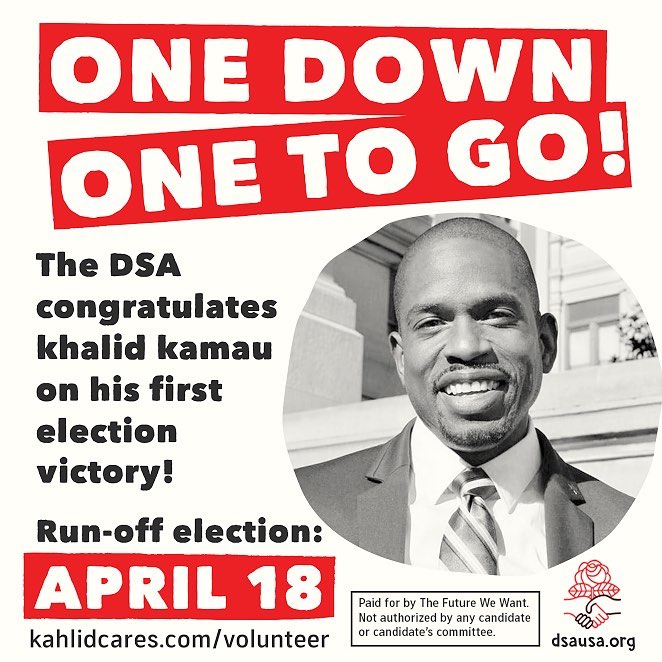 ONE DOWN
ONE TO GO!
The DSA
congratulates
khalid kamau
on his first
election
victory!
Run-off election:
APRIL 18
kahlidcares.com/volunteer
Paid for by The Future We Want.
Not authorized by any candidate
or candidate's committee.
dsausa.org